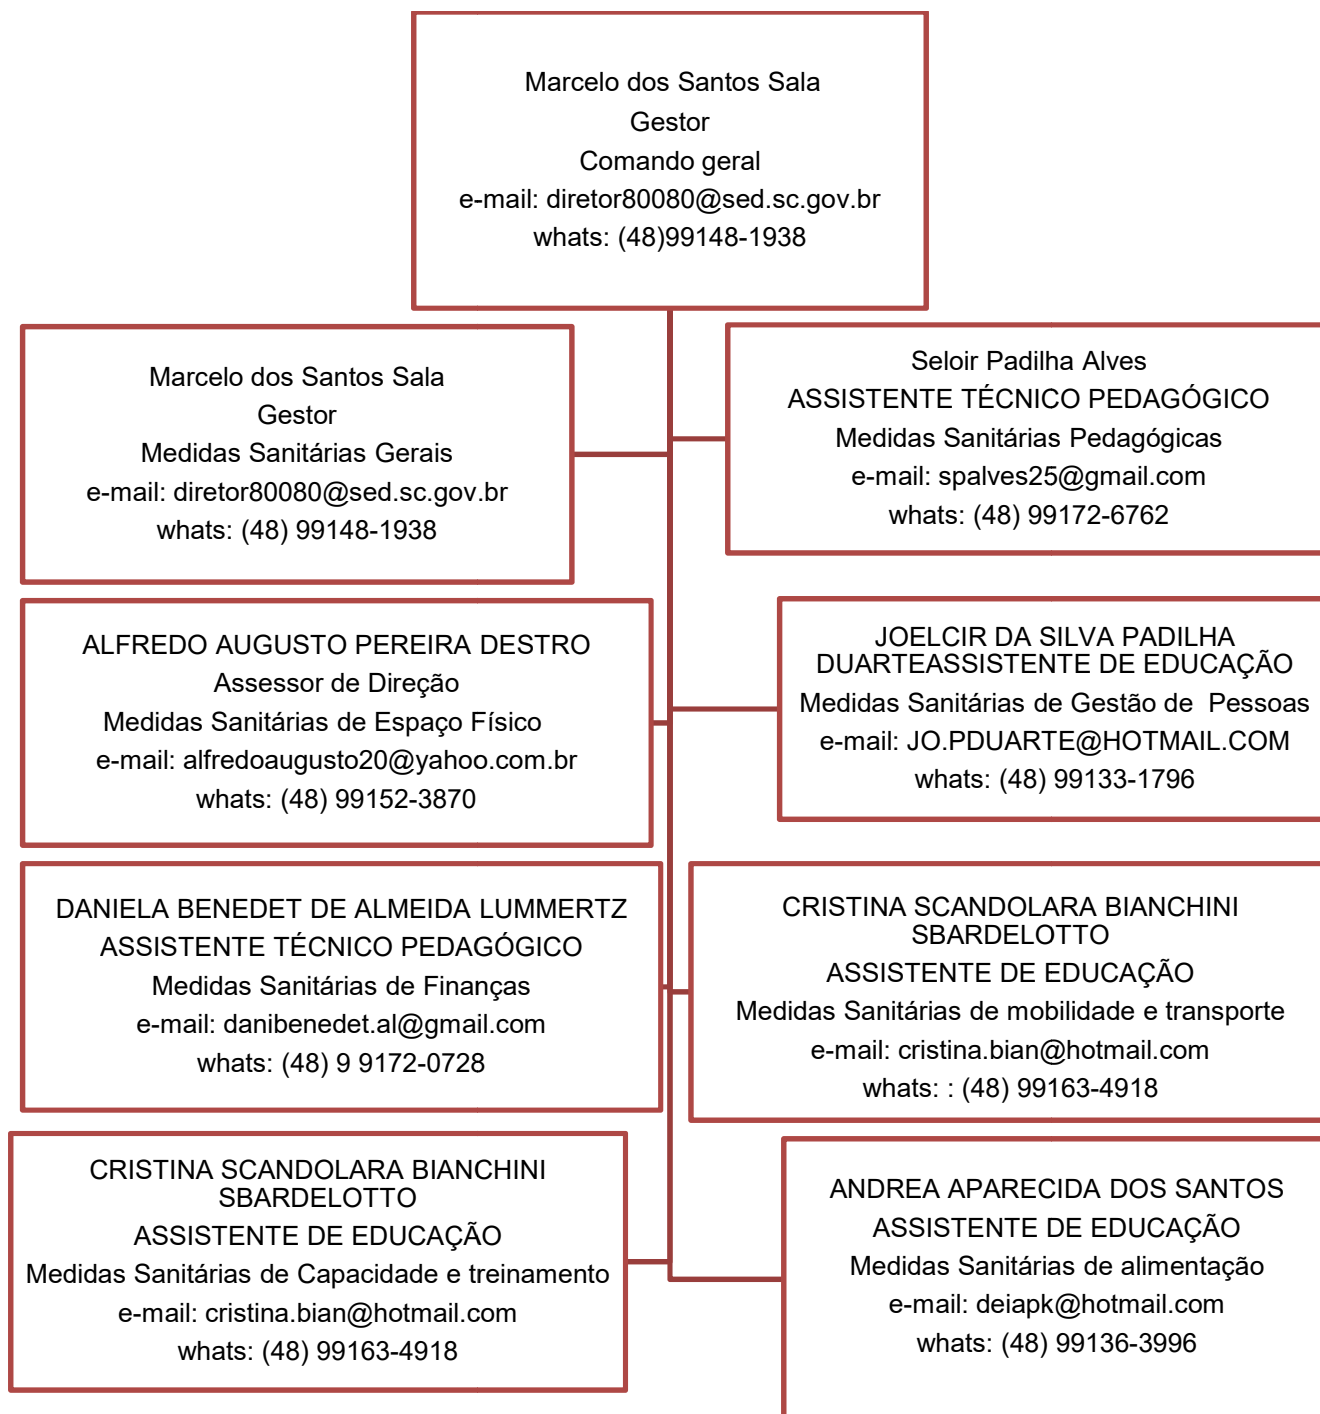 Marcelo dos Santos Sala
Gestor
Comando geral
e-mail: diretor80080@sed.sc.gov.br
whats: (48)99148-1938
Marcelo dos Santos Sala
Gestor
Medidas Sanitárias Gerais
e-mail: diretor80080@sed.sc.gov.br
whats: (48) 99148-1938
Seloir Padilha Alves
ASSISTENTE TÉCNICO PEDAGÓGICO
Medidas Sanitárias Pedagógicas
e-mail: spalves25@gmail.com
whats: (48) 99172-6762
ALFREDO AUGUSTO PEREIRA DESTRO
Assessor de Direção
Medidas Sanitárias de Espaço Físico
e-mail: alfredoaugusto20@yahoo.com.br
whats: (48) 99152-3870
JOELCIR DA SILVA PADILHA
DUARTEASSISTENTE DE EDUCAÇÃO
Medidas Sanitárias de Gestão de  Pessoas
e-mail: JO.PDUARTE@HOTMAIL.COM
whats: (48) 99133-1796
DANIELA BENEDET DE ALMEIDA LUMMERTZ
ASSISTENTE TÉCNICO PEDAGÓGICO
Medidas Sanitárias de Finanças
e-mail: danibenedet.al@gmail.com
whats: (48) 9 9172-0728
CRISTINA SCANDOLARA BIANCHINI
SBARDELOTTO
ASSISTENTE DE EDUCAÇÃO
Medidas Sanitárias de mobilidade e transporte
e-mail: cristina.bian@hotmail.com
whats: : (48) 99163-4918
CRISTINA SCANDOLARA BIANCHINI
SBARDELOTTO
ASSISTENTE DE EDUCAÇÃO
Medidas Sanitárias de Capacidade e treinamento
e-mail: cristina.bian@hotmail.com
whats: (48) 99163-4918
ANDREA APARECIDA DOS SANTOS
ASSISTENTE DE EDUCAÇÃO
Medidas Sanitárias de alimentação
e-mail: deiapk@hotmail.com
whats: (48) 99136-3996